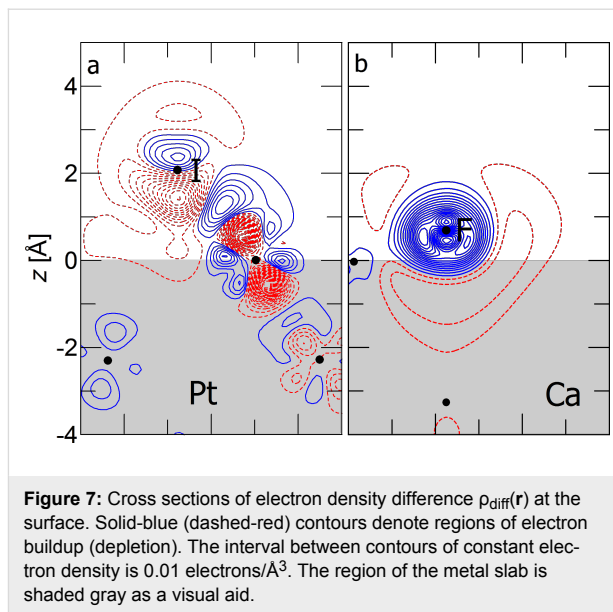 a
b
4
2
0
-2
-4
z [Å]
I
F
Pt
Ca
Figure 7: Cross sections of electron density difference ρdiff(r) at the
surface. Solid-blue (dashed-red) contours denote regions of electron
buildup (depletion). The interval between contours of constant elec-
tron density is 0.01 electrons/Å³. The region of the metal slab is
shaded gray as a visual aid.